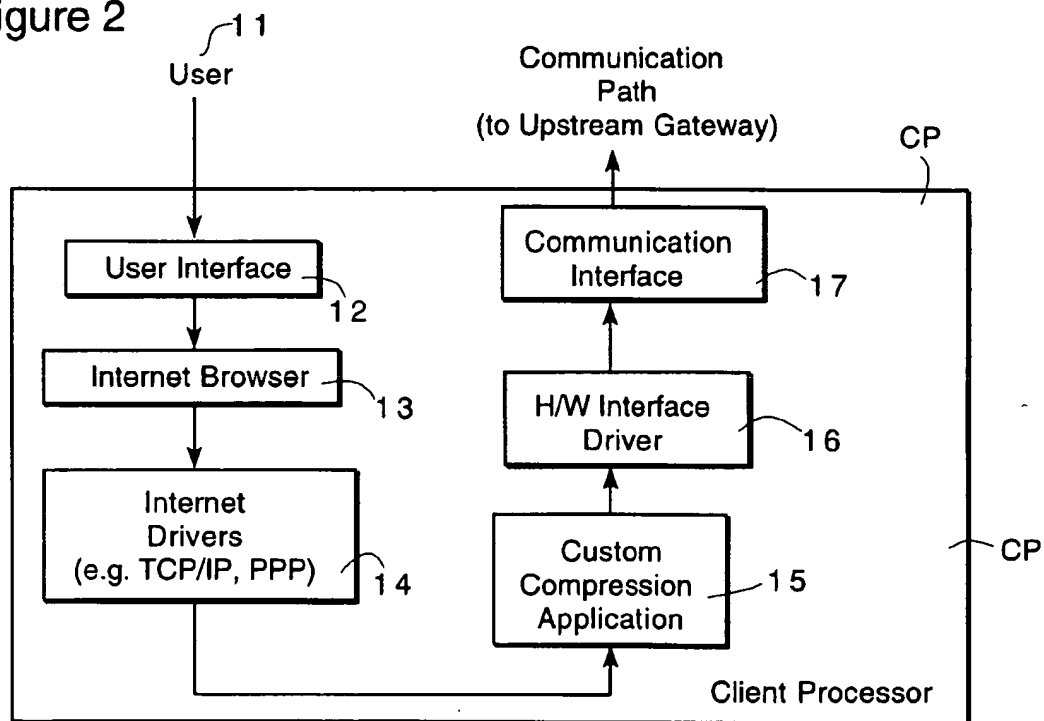 igure 2
11
User
Communication
Path
(to Upstream Gateway)
CP
User Interface
12
Internet Browser
13
Internet
Drivers
(e.g. TCP/IP, PPP)
14
Communication
Interface
17
H/W Interface
Driver
16
Custom
Compression
Application
15
CP
Client Processor